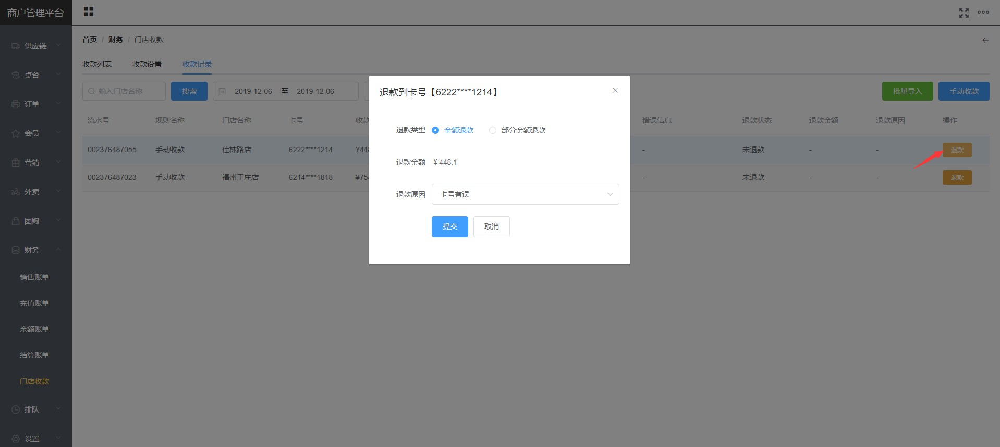 商户管理平台
首页 / 财务 / 门店收款
收款列表 收款设置 收款记录
输入门店名称 搜索 2019-12-06 至 2019-12-06 批量导入 手动收款
流水号 规则名称 门店名称 卡号 收款 错误信息 退款状态 退款金额 退款原因 操作
002376487055 手动收款 佳林路店 6222****1214 ¥448 - 未退款 - - 退款
002376487023 手动收款 福州王庄店 6214****1818 ¥754 - 未退款 - - 退款
退款到卡号【6222****1214】
退款类型 全额退款 部分金额退款
退款金额 ¥448.1
退款原因 卡号有误
提交 取消
供应链
桌台
订单
会员
营销
外卖
团购
财务
销售账单
充值账单
余额账单
结算账单
门店收款
排队
设置